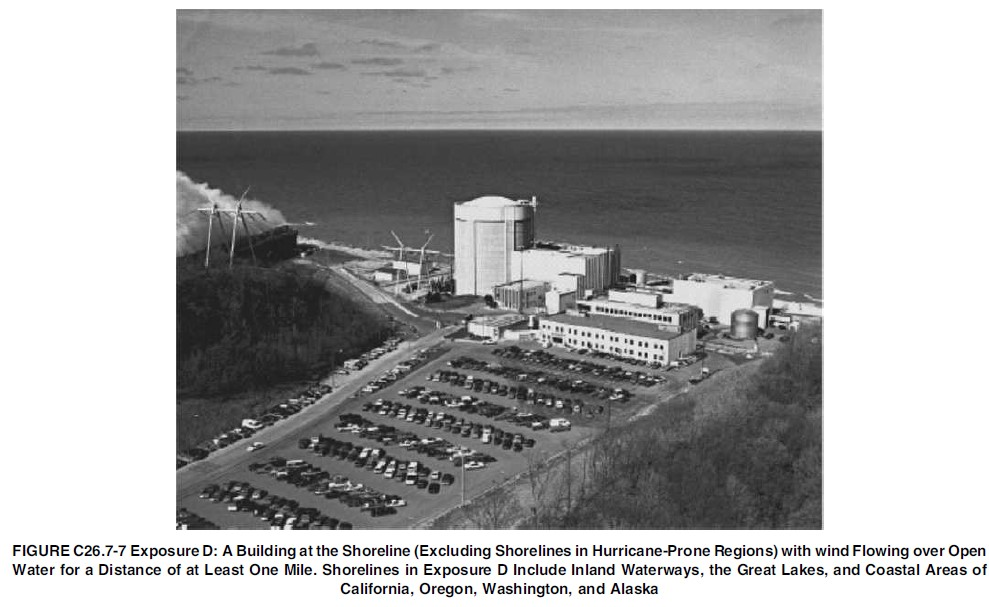 FIGURE C26.7-7 Exposure D: A Building at the Shoreline (Excluding Shorelines in Hurricane-Prone Regions) with wind Flowing over Open
Water for a Distance of at Least One Mile. Shorelines in Exposure D Include Inland Waterways, the Great Lakes, and Coastal Areas of
California, Oregon, Washington, and Alaska